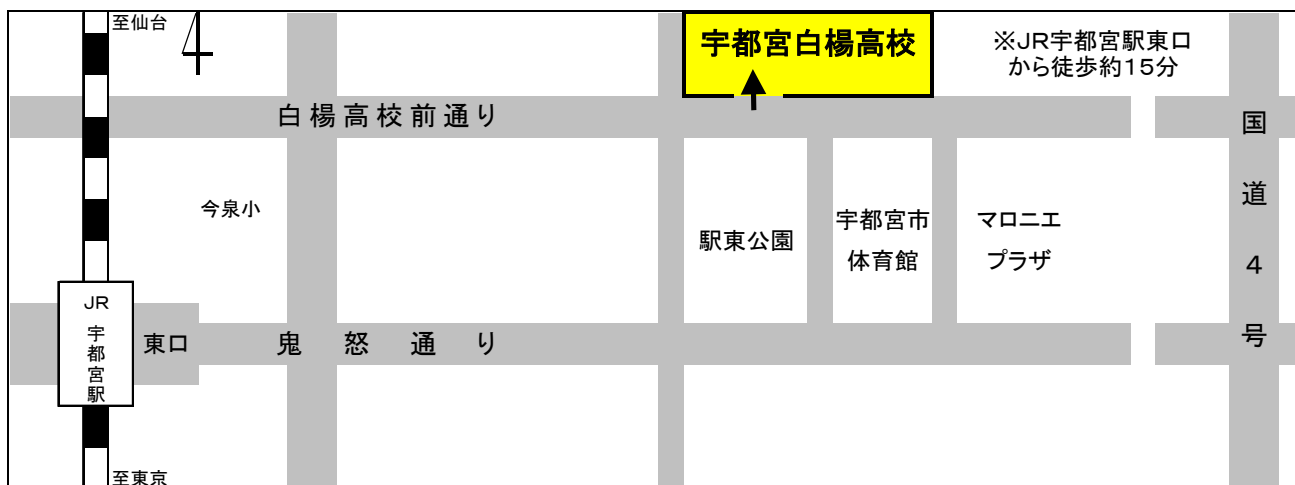 至仙台
宇都宮白楊高校
※JR宇都宮駅東口
から徒歩約15分
白楊高校前通り
国道4号
今泉小
駅東公園
宇都宮市
体育館
マロニエ
プラザ
JR
宇都宮駅
東口
鬼怒通り
至東京